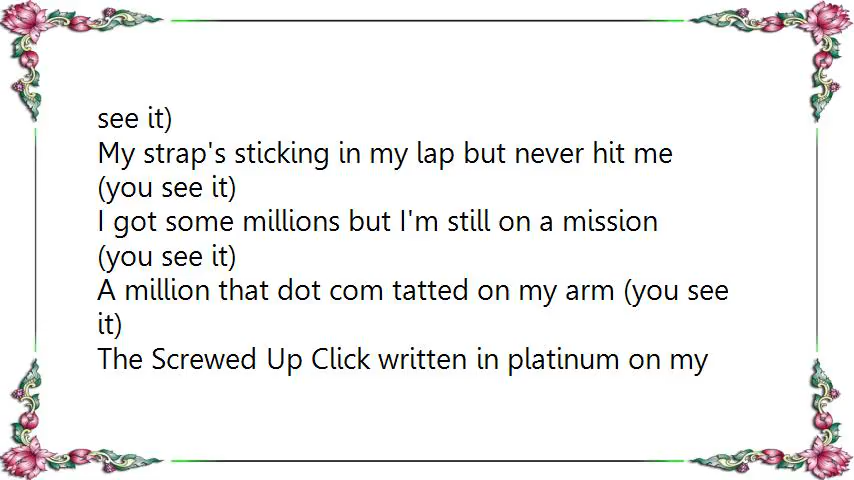 see it)
My strap's sticking in my lap but never hit me
(you see it)
I got some millions but I'm still on a mission
(you see it)
A million that dot com tatted on my arm (you see
it)
The Screwed Up Click written in platinum on my